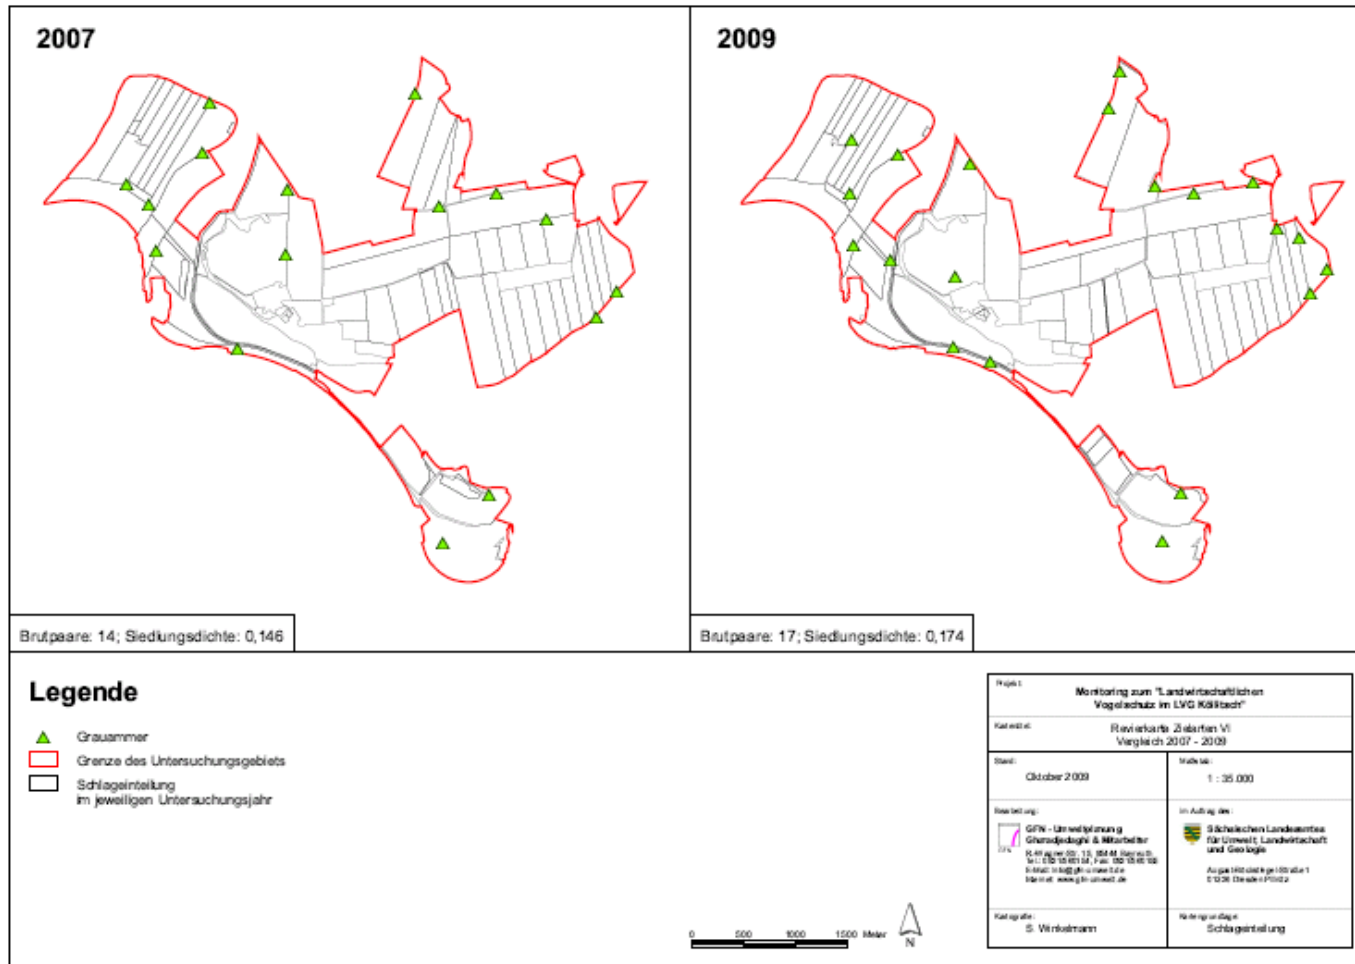 2007
2009
Brutpaare: 14; Siedlungsdichte: 0,146
Brutpaare: 17; Siedlungsdichte: 0,174
Legende
Grauammer
Grenze des Untersuchungsgebiets
Schlageinteilung
im jeweiligen Untersuchungsjahr
0 500 1000 1500 Meter
N
Projekt:
Monitoring zum "Landwirtschaftlichen
Vogelschutz im LVG Köllitsch"
Kartentitel:
Revierkarte Zielarten VI
Vergleich 2007 - 2009
Stand:
Oktober 2009
Maßstab:
1 : 35.000
Bearbeitung:
GFN - Umweltplanung
Gharadjedaghi & Mitarbeiter
Im Auftrag des:
Sächsischen Landesamtes
für Umwelt, Landwirtschaft
und Geologie
Kartografie:
S. Winkelmann
Kartengrundlage:
Schlageinteilung